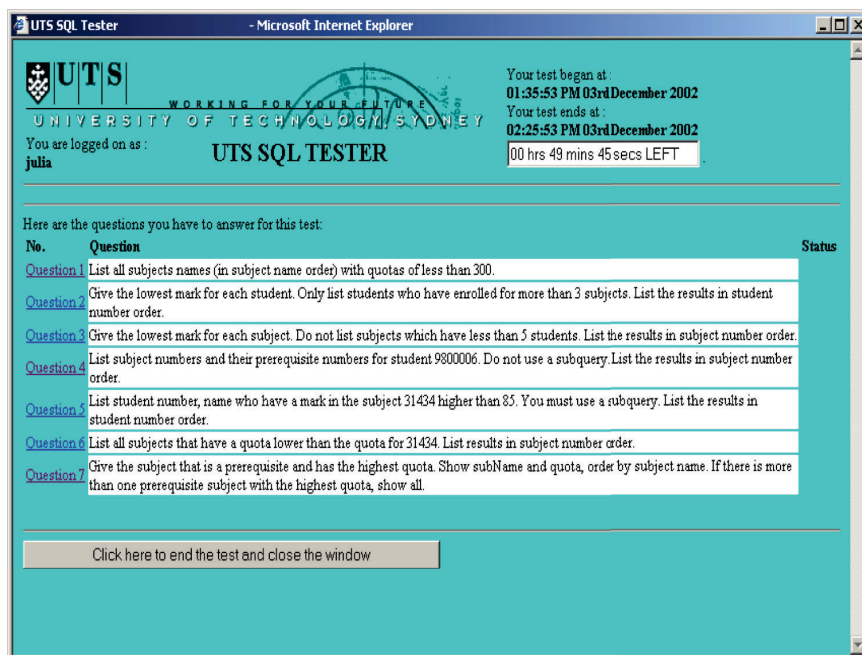 UTS SQL Tester - Microsoft Internet Explorer
UTS
WORKING FOR YOUR FUTURE
UNIVERSITY OF TECHNOLOGY, SYDNEY
You are logged on as :
julia
UTS SQL TESTER
Your test began at :
01:35:53 PM 03rd December 2002
Your test ends at :
02:25:53 PM 03rd December 2002
00 hrs 49 mins 45 secs LEFT
Here are the questions you have to answer for this test:
No. Question Status
Question 1 List all subjects names (in subject name order) with quotas of less than 300.
Question 2 Give the lowest mark for each student. Only list students who have enrolled for more than 3 subjects. List the results in student
number order.
Question 3 Give the lowest mark for each subject. Do not list subjects which have less than 5 students. List the results in subject number order.
Question 4 List subject numbers and their prerequisite numbers for student 9800006. Do not use a subquery.List the results in subject number
order.
Question 5 List student number, name who have a mark in the subject 31434 higher than 85. You must use a subquery. List the results in
student number order.
Question 6 List all subjects that have a quota lower than the quota for 31434. List results in subject number order.
Question 7 Give the subject that is a prerequisite and has the highest quota. Show subName and quota, order by subject name. If there is more
than one prerequisite subject with the highest quota, show all.
Click here to end the test and close the window